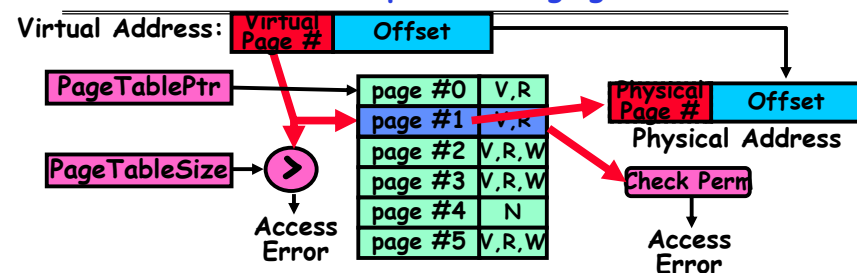 Virtual Address:
Virtual
Page #
Offset
PageTablePtr
page #0 V,R
page #1 V,R
page #2 V,R,W
page #3 V,R,W
page #4 N
page #5 V,R,W
Physical
Page #
Offset
Physical Address
PageTableSize
>
Check Perm
Access
Error
Access
Error